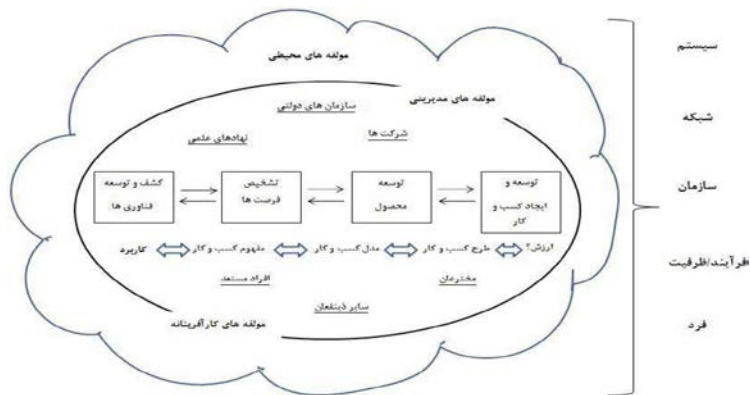 مولفه های محیطی
مولفه های مدیریتی
سازمان های دولتی
شرکت ها
نهادهای علمی
کشف و توسعه
فناوری ها
تشخیص
فرصت ها
توسعه
محصول
توسعه و
ایجاد کسب و
کار
کاربرد
مفهوم کسب و کار
مدل کسب و کار
طرح کسب و کار
ارزش؟
افراد مستعد
مخترعان
سایر ذینفعان
مولفه های کارآفرینانه
سیستم
شبکه
سازمان
فرآیند/ظرفیت
فرد